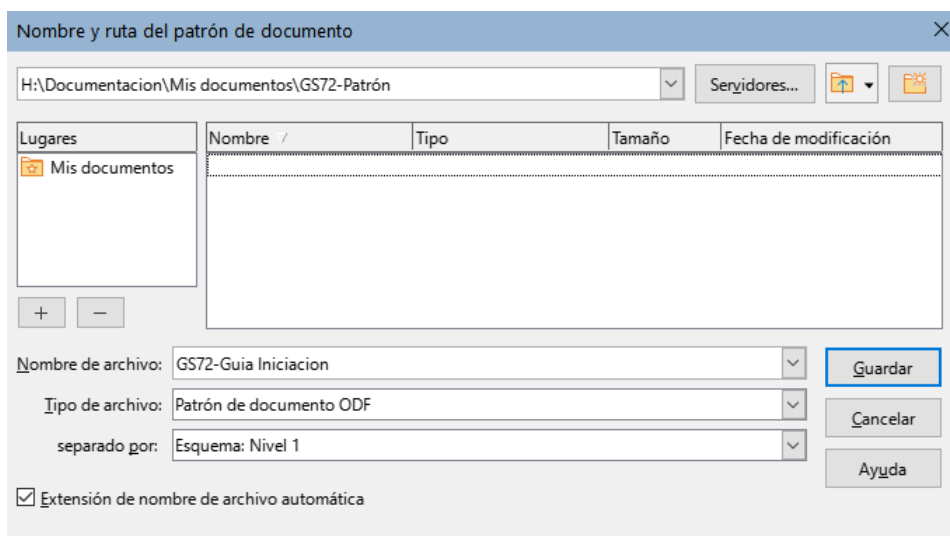 Nombre y ruta del patrón de documento
H:\Documentacion\Mis documentos\GS72-Patrón
Servidores...
Lugares
Nombre
Tipo
Tamaño
Fecha de modificación
Mis documentos
Nombre de archivo: GS72-Guia Iniciacion
Guardar
Tipo de archivo: Patrón de documento ODF
Cancelar
separado por: Esquema: Nivel 1
Ayuda
Extensión de nombre de archivo automática